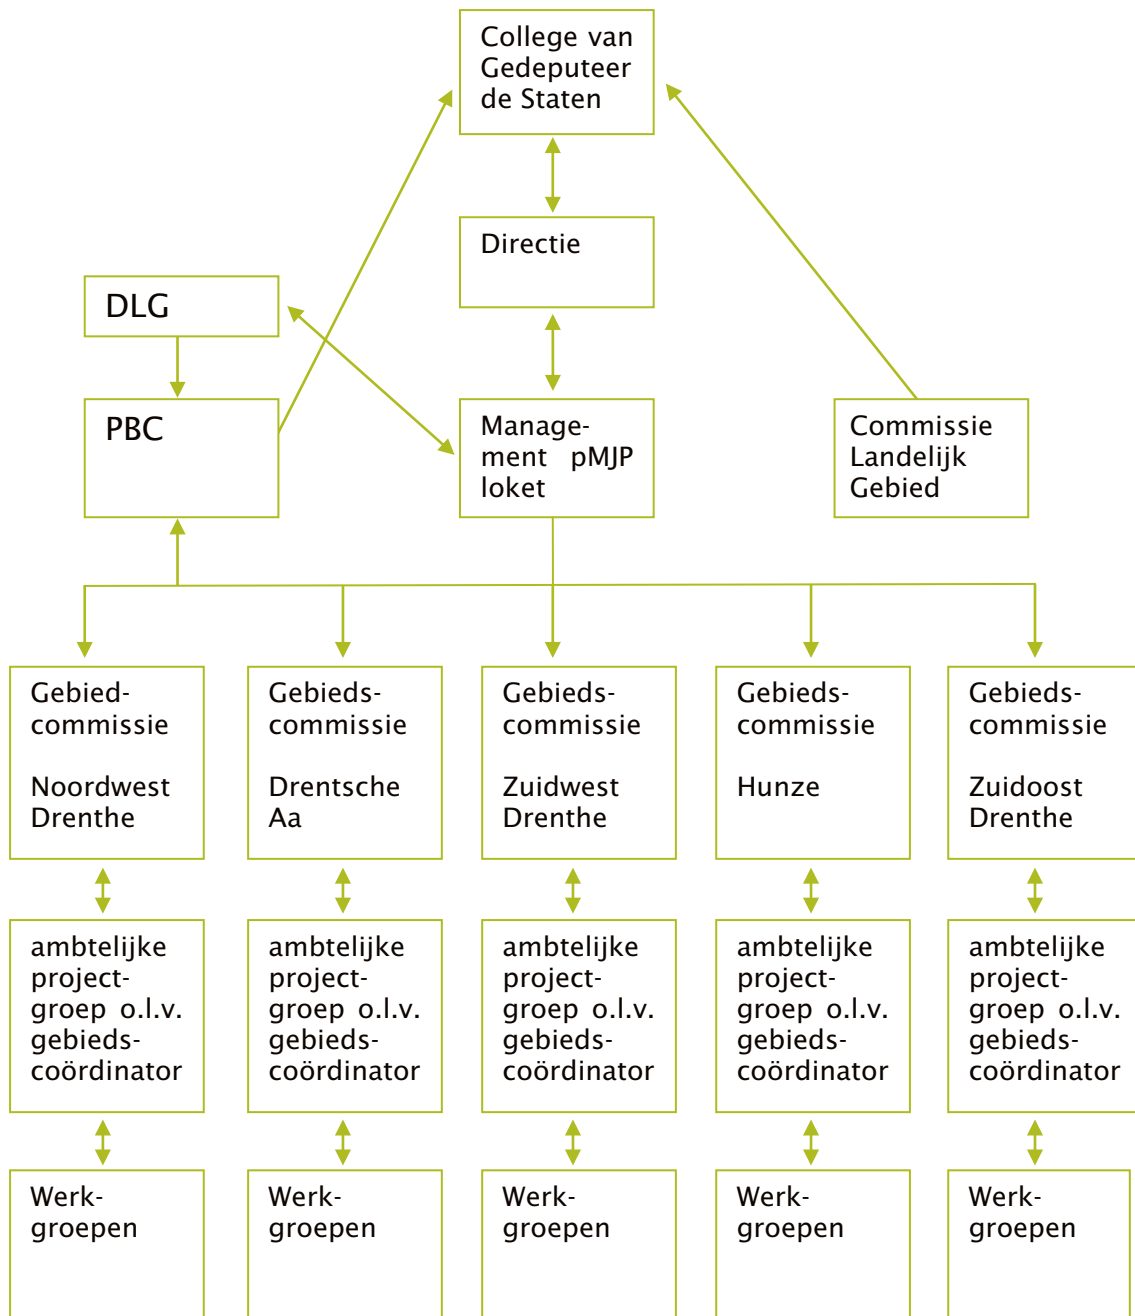 College van
Gedeputeer
de Staten
Directie
DLG
PBC
Manage-
ment pMJP
loket
Commissie
Landelijk
Gebied
Gebied-
commissie
Noordwest
Drenthe
Gebieds-
commissie
Drentsche
Aa
Gebieds-
commissie
Zuidwest
Drenthe
Gebieds-
commissie
Hunze
Gebieds-
commissie
Zuidoost
Drenthe
ambtelijke
project-
groep o.l.v.
gebieds-
coördinator
ambtelijke
project-
groep o.l.v.
gebieds-
coördinator
ambtelijke
project-
groep o.l.v.
gebieds-
coördinator
ambtelijke
project-
groep o.l.v.
gebieds-
coördinator
ambtelijke
project-
groep o.l.v.
gebieds-
coördinator
Werk-
groepen
Werk-
groepen
Werk-
groepen
Werk-
groepen
Werk-
groepen